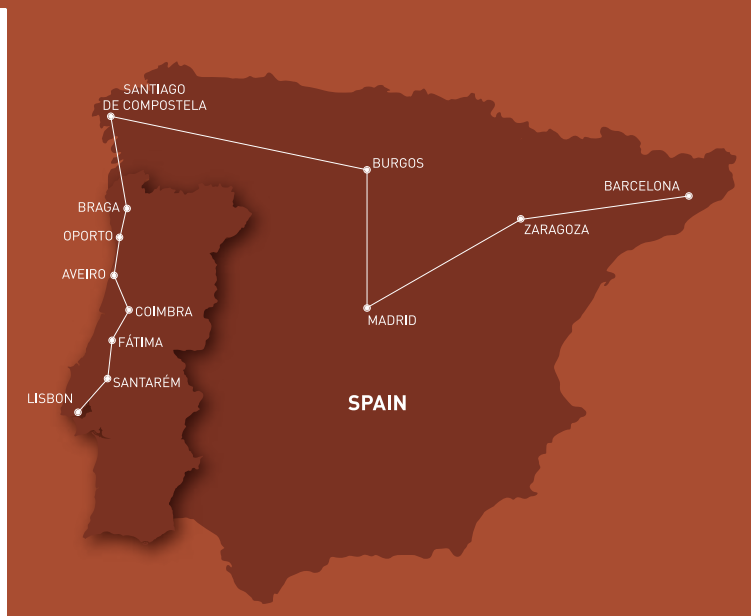 SANTIAGO
DE COMPOSTELA
BURGOS
BARCELONA
BRAGA
ZARAGOZA
OPORTO
AVEIRO
COIMBRA
MADRID
FÁTIMA
SANTARÉM
LISBON
SPAIN